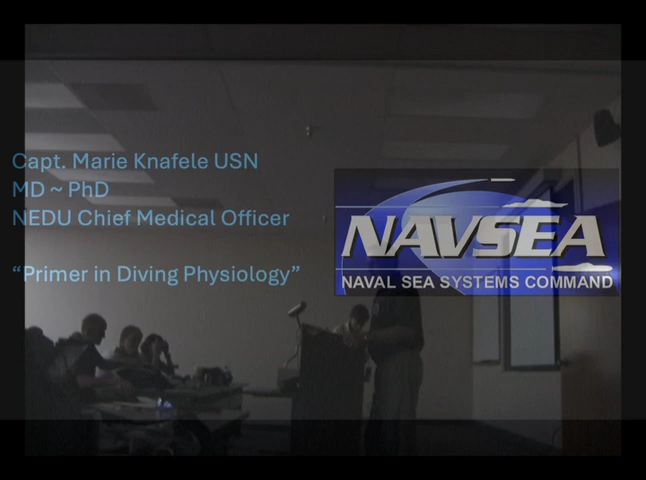 Capt. Marie Knafele USN
MD ~ PhD
NEDU Chief Medical Officer
“Primer in Diving Physiology”
NAVSEA
NAVAL SEA SYSTEMS COMMAND